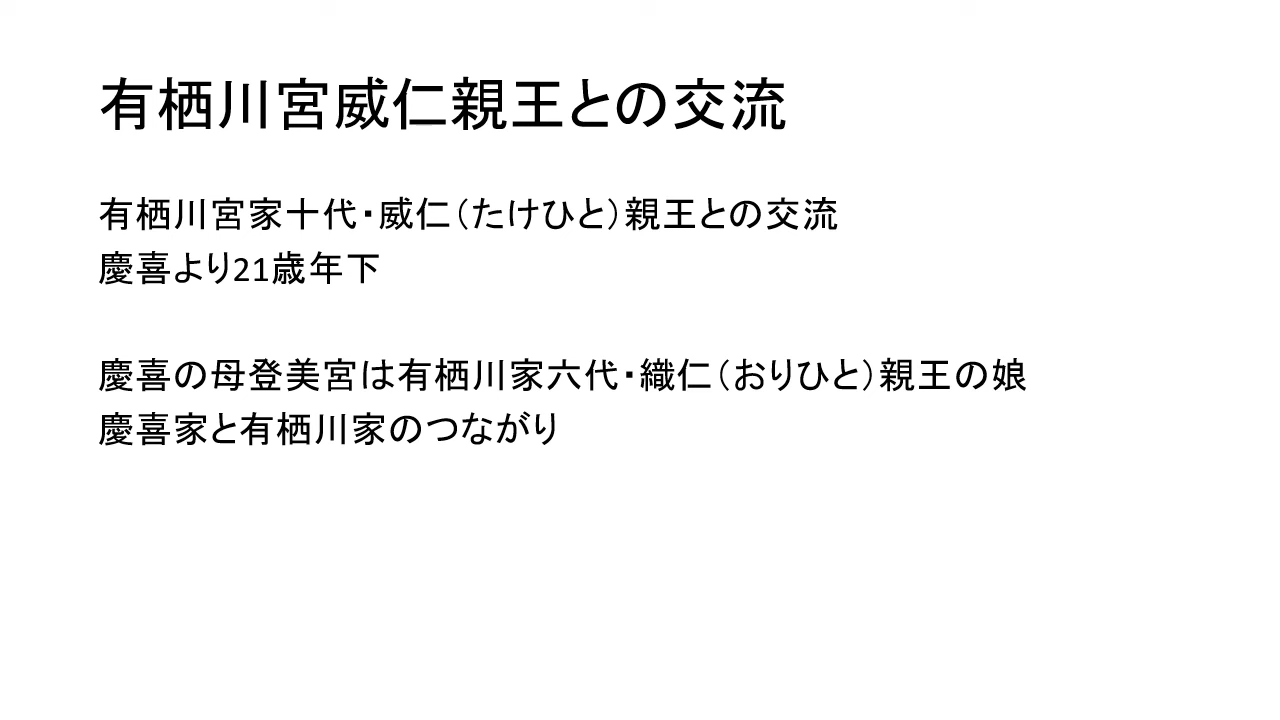 有栖川宮威仁親王との交流
有栖川宮家十代・威仁（たけひと）親王との交流
慶喜より21歳年下
慶喜の母登美宮は有栖川家六代・織仁（おりひと）親王の娘
慶喜家と有栖川家のつながり